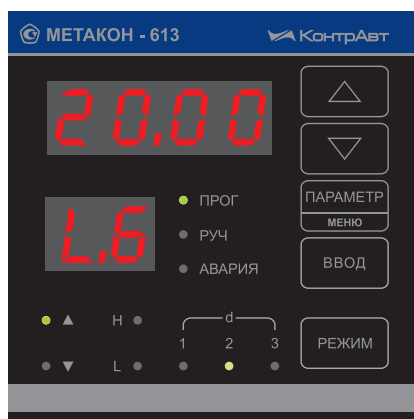 МЕТАКОН - 613
КонтрАвт
20.00
L.6
ПРОГ
РУЧ
АВАРИЯ
ПАРАМЕТР
МЕНЮ
ВВОД
▲ H
d
1 2 3
▼ L
РЕЖИМ